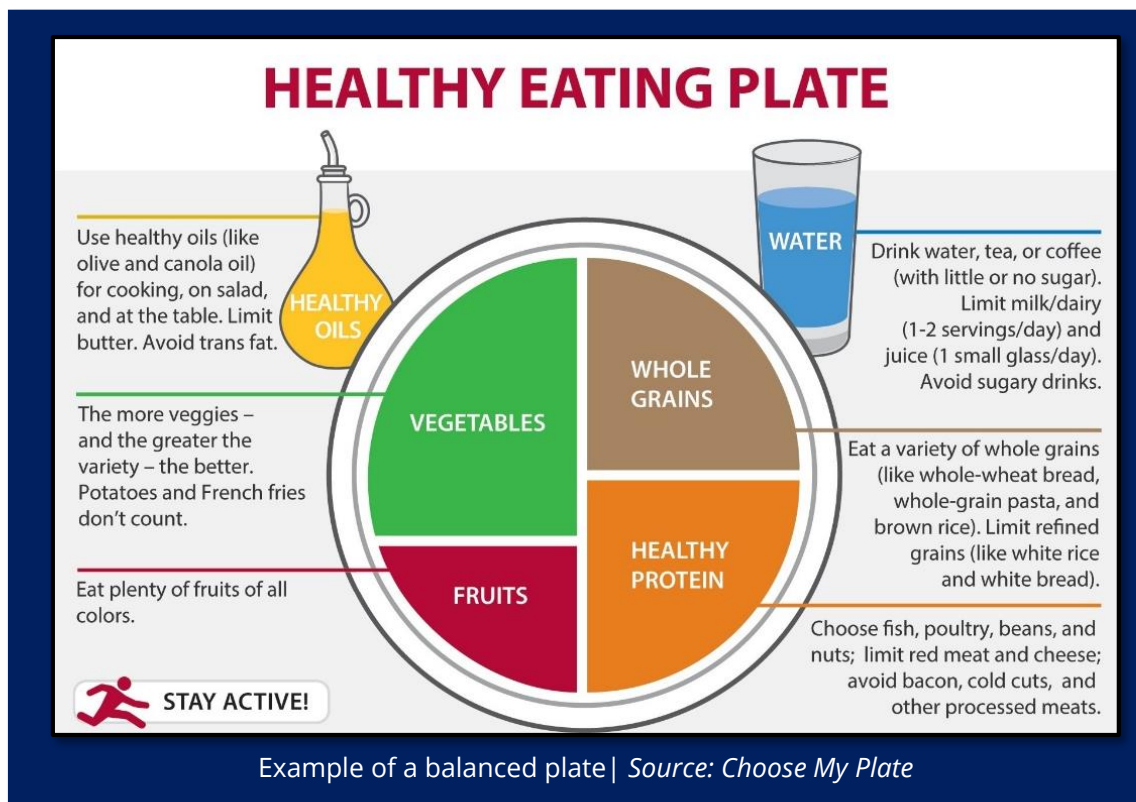 HEALTHY EATING PLATE
Use healthy oils (like
olive and canola oil)
for cooking, on salad,
and at the table. Limit
butter. Avoid trans fat.
HEALTHY
OILS
The more veggies –
and the greater the
variety – the better.
Potatoes and French fries
don’t count.
Eat plenty of fruits of all
colors.
STAY ACTIVE!
VEGETABLES
FRUITS
WHOLE
GRAINS
HEALTHY
PROTEIN
WATER
Drink water, tea, or coffee
(with little or no sugar).
Limit milk/dairy
(1-2 servings/day) and
juice (1 small glass/day).
Avoid sugary drinks.
Eat a variety of whole grains
(like whole-wheat bread,
whole-grain pasta, and
brown rice). Limit refined
grains (like white rice
and white bread).
Choose fish, poultry, beans, and
nuts; limit red meat and cheese;
avoid bacon, cold cuts, and
other processed meats.
Example of a balanced plate| Source: Choose My Plate